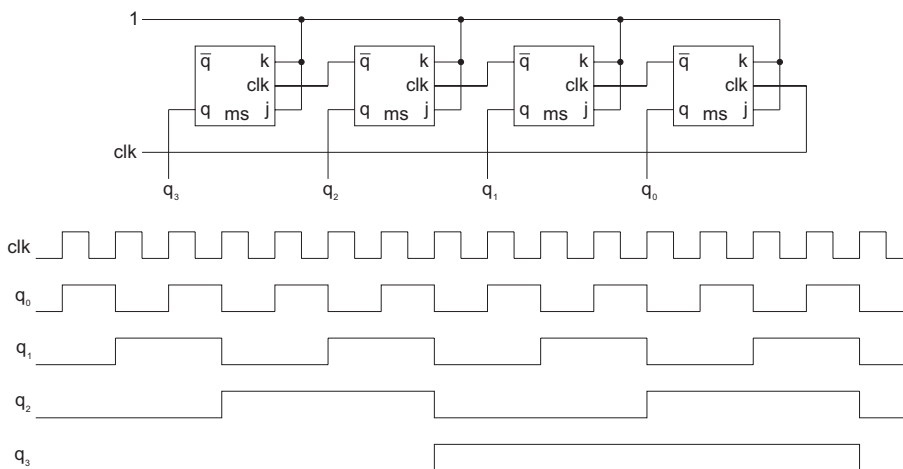 1
q̅ k q̅ k q̅ k q̅ k
clk clk clk clk
q ms j q ms j q ms j q ms j
clk
q₃ q₂ q₁ q₀
clk
q₀
q₁
q₂
q₃